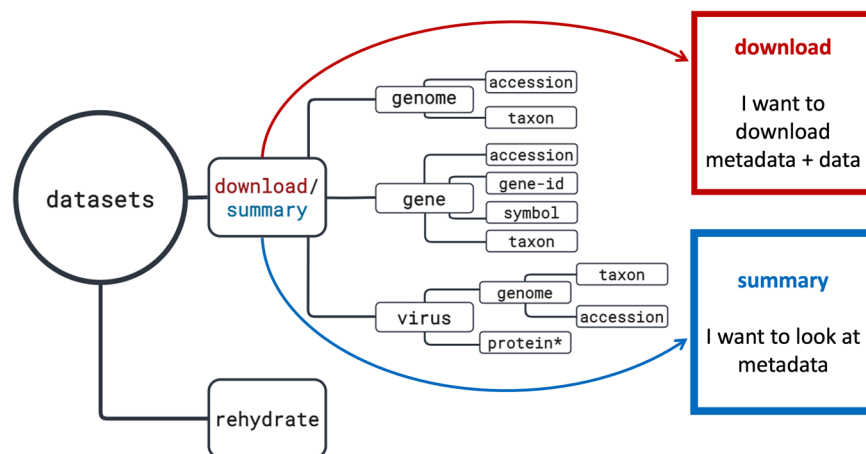 datasets
download/
summary
rehydrate
genome
accession
taxon
gene
accession
gene-id
symbol
taxon
virus
genome
taxon
accession
protein*
download
I want to
download
metadata + data
summary
I want to look at
metadata